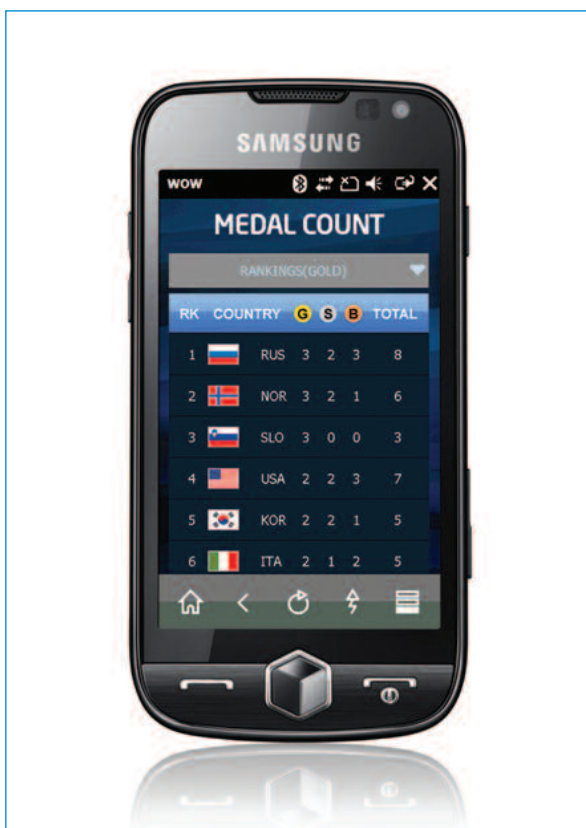 SAMSUNG
WOW
MEDAL COUNT
RANKINGS(GOLD)
RK COUNTRY G S B TOTAL
1 RUS 3 2 3 8
2 NOR 3 2 1 6
3 SLO 3 0 0 3
4 USA 2 2 3 7
5 KOR 2 2 1 5
6 ITA 2 1 2 5